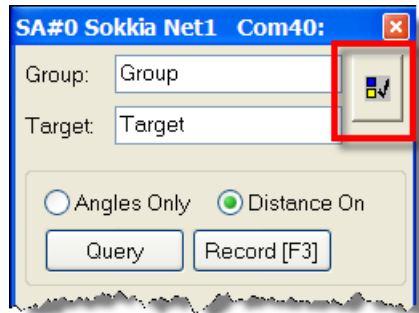 SA#0 Sokkia Net1 Com40:
Group: Group
Target: Target
Angles Only Distance On
Query Record [F3]